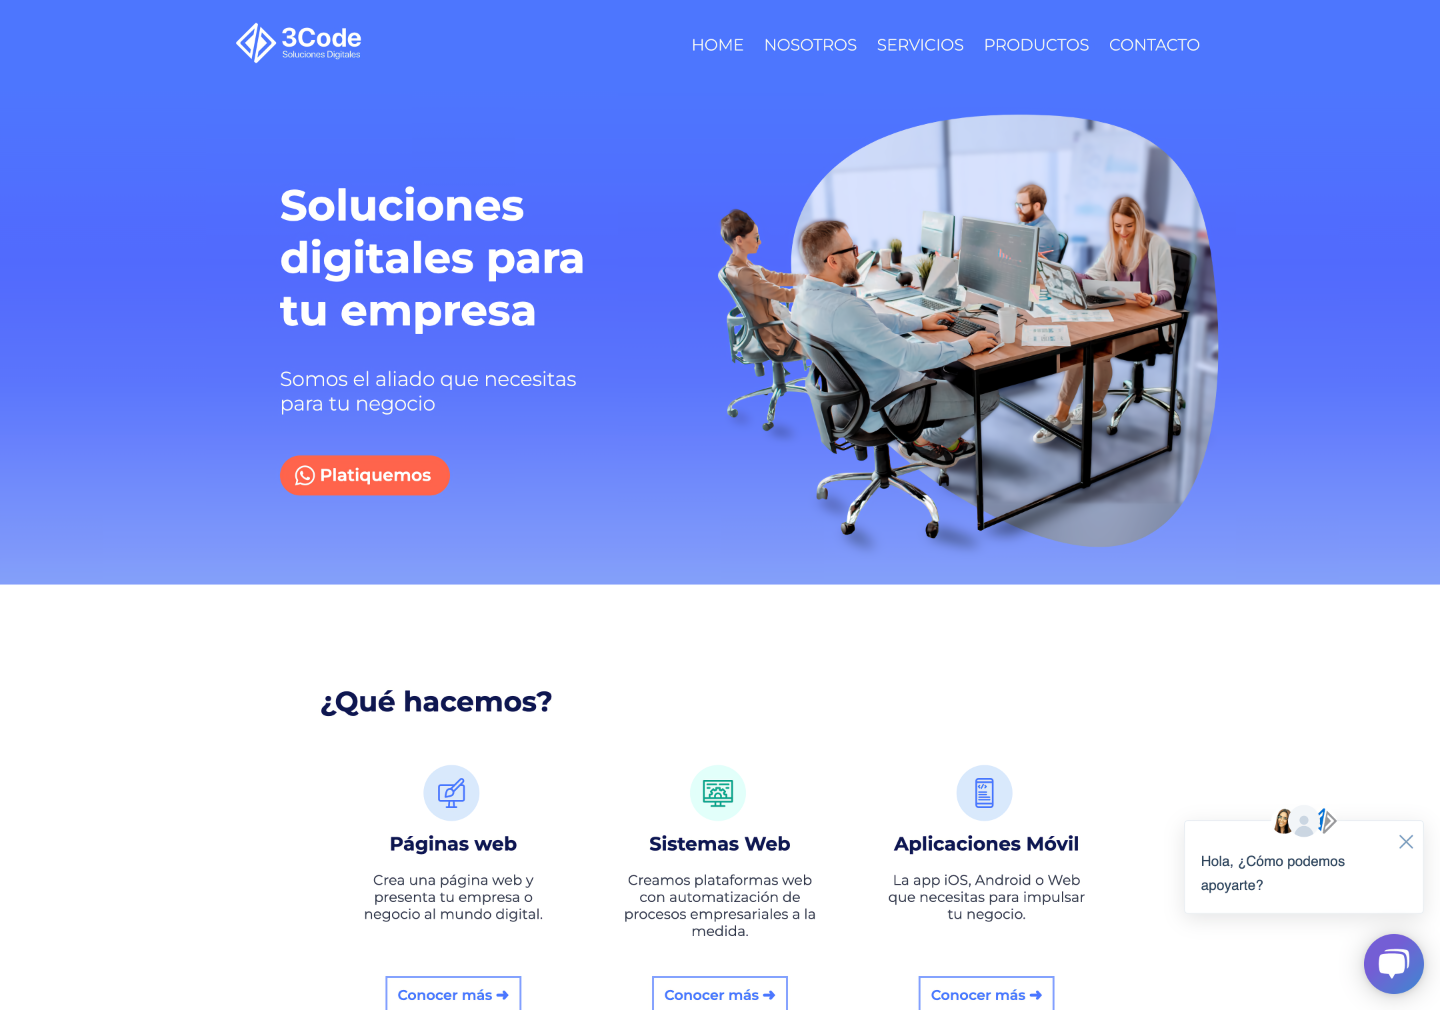 3Code
Soluciones Digitales
HOME NOSOTROS SERVICIOS PRODUCTOS CONTACTO
Soluciones
digitales para
tu empresa
Somos el aliado que necesitas
para tu negocio
Platiquemos
¿Qué hacemos?
Páginas web
Crea una página web y
presenta tu empresa o
negocio al mundo digital.
Conocer más ➜
Sistemas Web
Creamos plataformas web
con automatización de
procesos empresariales a la
medida.
Conocer más ➜
Aplicaciones Móvil
La app iOS, Android o Web
que necesitas para impulsar
tu negocio.
Conocer más ➜
Hola, ¿Cómo podemos
apoyarte?